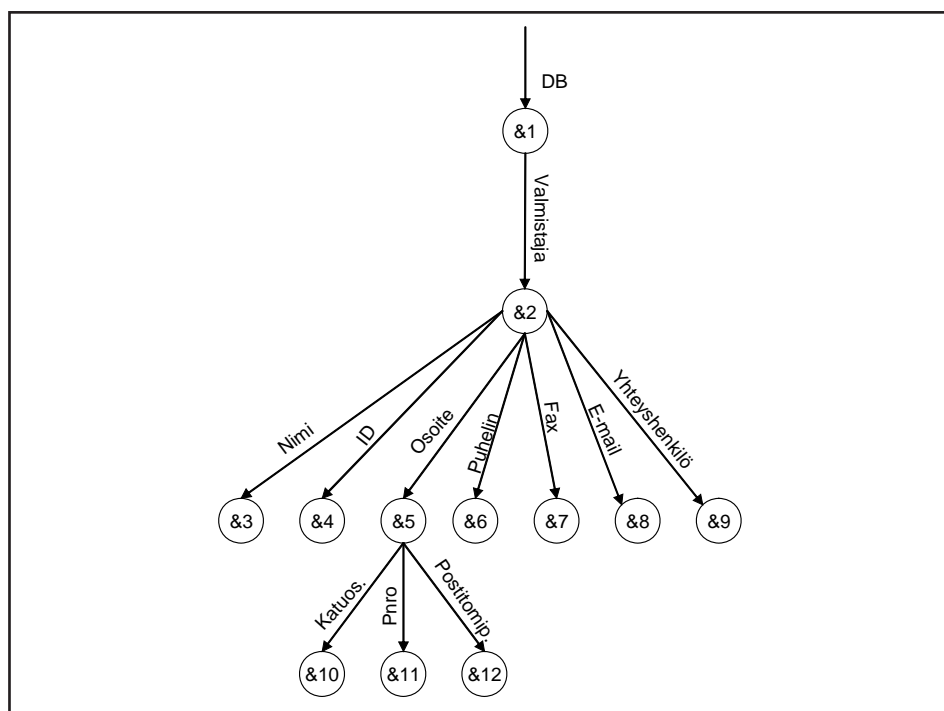 DB
&1
Valmistaja
&2
Nimi
ID
Osoite
Puhelin
Fax
E-mail
Yhteyshenkilö
&3
&4
&5
&6
&7
&8
&9
Katuos.
Pnro
Postitomip.
&10
&11
&12